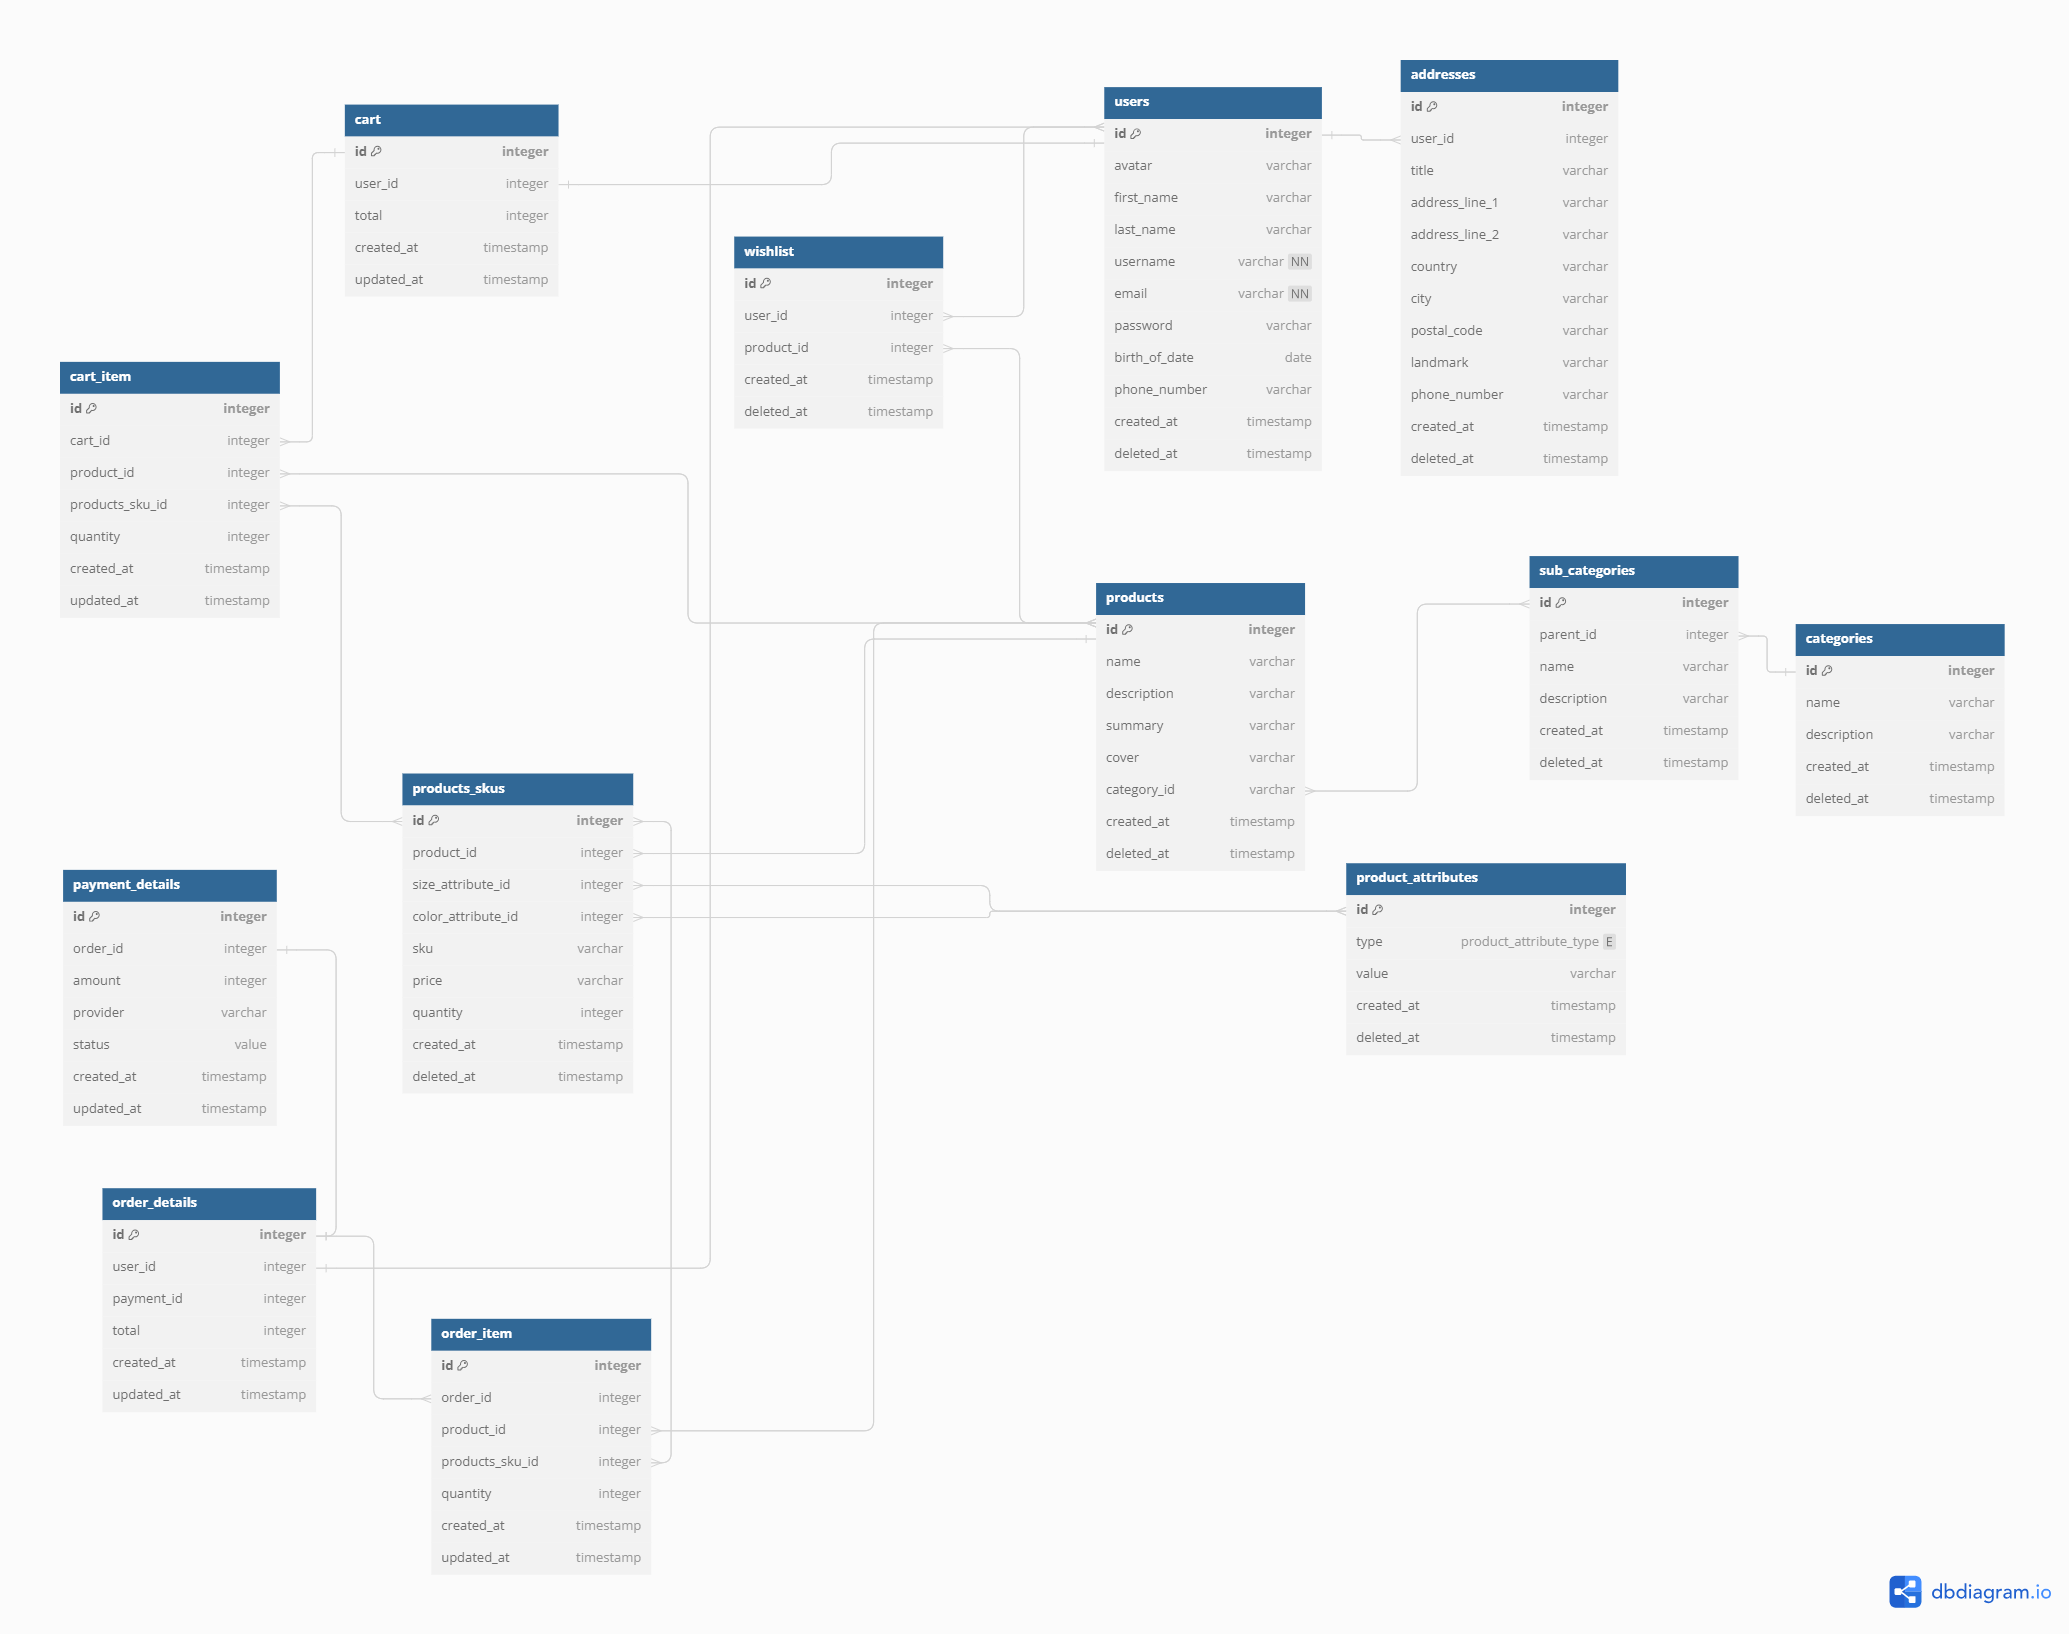 cart
id integer
user_id integer
total integer
created_at timestamp
updated_at timestamp
users
id integer
avatar varchar
first_name varchar
last_name varchar
username varchar NN
email varchar NN
password varchar
birth_of_date date
phone_number varchar
created_at timestamp
deleted_at timestamp
addresses
id integer
user_id integer
title varchar
address_line_1 varchar
address_line_2 varchar
country varchar
city varchar
postal_code varchar
landmark varchar
phone_number varchar
created_at timestamp
deleted_at timestamp
wishlist
id integer
user_id integer
product_id integer
created_at timestamp
deleted_at timestamp
cart_item
id integer
cart_id integer
product_id integer
products_sku_id integer
quantity integer
created_at timestamp
updated_at timestamp
products
id integer
name varchar
description varchar
summary varchar
cover varchar
category_id varchar
created_at timestamp
deleted_at timestamp
sub_categories
id integer
parent_id integer
name varchar
description varchar
created_at timestamp
deleted_at timestamp
categories
id integer
name varchar
description varchar
created_at timestamp
deleted_at timestamp
products_skus
id integer
product_id integer
size_attribute_id integer
color_attribute_id integer
sku varchar
price varchar
quantity integer
created_at timestamp
deleted_at timestamp
product_attributes
id integer
type product_attribute_type E
value varchar
created_at timestamp
deleted_at timestamp
payment_details
id integer
order_id integer
amount integer
provider varchar
status value
created_at timestamp
updated_at timestamp
order_details
id integer
user_id integer
payment_id integer
total integer
created_at timestamp
updated_at timestamp
order_item
id integer
order_id integer
product_id integer
products_sku_id integer
quantity integer
created_at timestamp
updated_at timestamp
dbdiagram.io